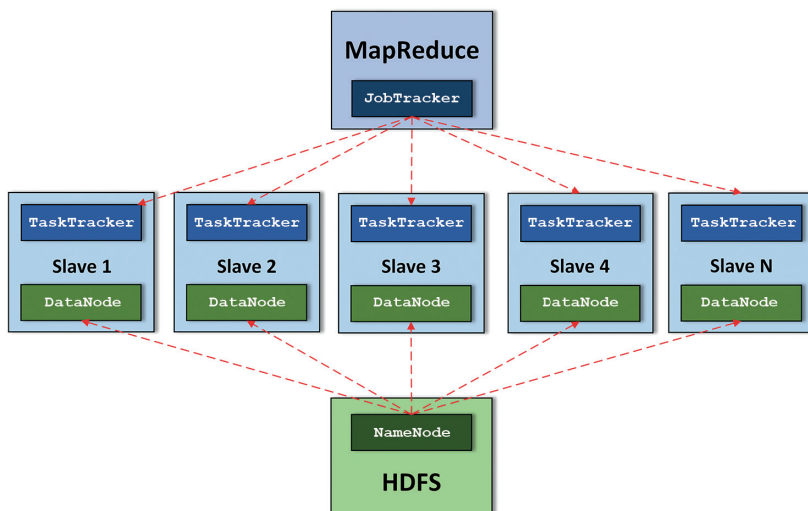 MapReduce
JobTracker
TaskTracker TaskTracker TaskTracker TaskTracker TaskTracker
Slave 1 Slave 2 Slave 3 Slave 4 Slave N
DataNode DataNode DataNode DataNode DataNode
NameNode
HDFS